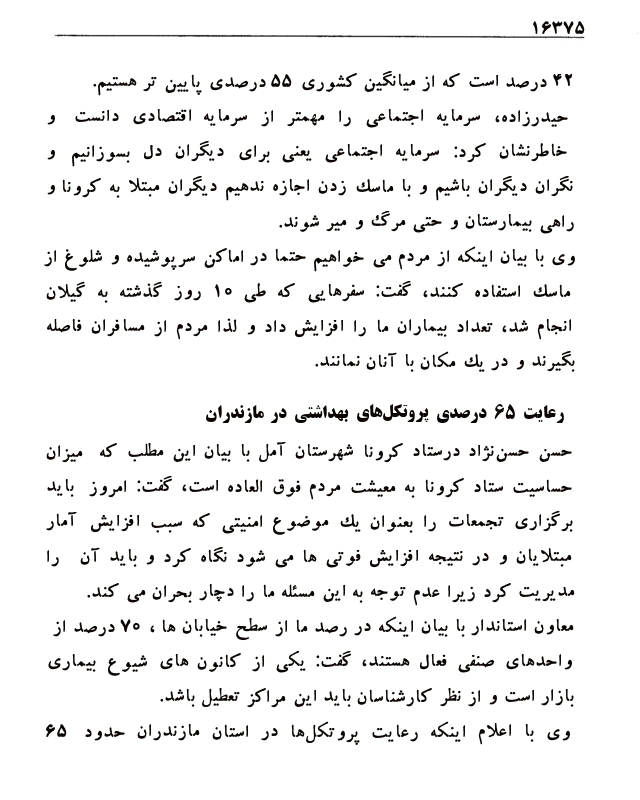 ۱۶۳۷۵
۴۲ درصد است که از میانگین کشوری ۵۵ درصدی پایین تر هستیم.
حیدرزاده، سرمایه اجتماعی را مهمتر از سرمایه اقتصادی دانست و
خاطرنشان کرد: سرمایه اجتماعی یعنی برای دیگران دل بسوزانیم و
نگران دیگران باشیم و با ماسك زدن اجازه ندهیم دیگران مبتلا به کرونا و
راهی بیمارستان و حتی مرگ و میر شوند.
وی با بیان اینکه از مردم می خواهیم حتما در اماکن سرپوشیده و شلوغ از
ماسك استفاده کنند، گفت: سفرهایی که طی ۱۰ روز گذشته به گیلان
انجام شد، تعداد بیماران ما را افزایش داد و لذا مردم از مسافران فاصله
بگیرند و در یك مکان با آنان نمانند.
رعایت ۶۵ درصدی پروتکل‌های بهداشتی در مازندران
حسن حسن‌نژاد درستاد کرونا شهرستان آمل با بیان این مطلب که میزان
حساسیت ستاد کرونا به معیشت مردم فوق العاده است، گفت: امروز باید
برگزاری تجمعات را بعنوان یك موضوع امنیتی که سبب افزایش آمار
مبتلایان و در نتیجه افزایش فوتی ها می شود نگاه کرد و باید آن را
مدیریت کرد زیرا عدم توجه به این مسئله ما را دچار بحران می کند.
معاون استاندار با بیان اینکه در رصد ما از سطح خیابان ها ، ۷۰ درصد از
واحدهای صنفی فعال هستند، گفت: یکی از کانون های شیوع بیماری
بازار است و از نظر کارشناسان باید این مراکز تعطیل باشد.
وی با اعلام اینکه رعایت پروتکل‌ها در استان مازندران حدود ۶۵